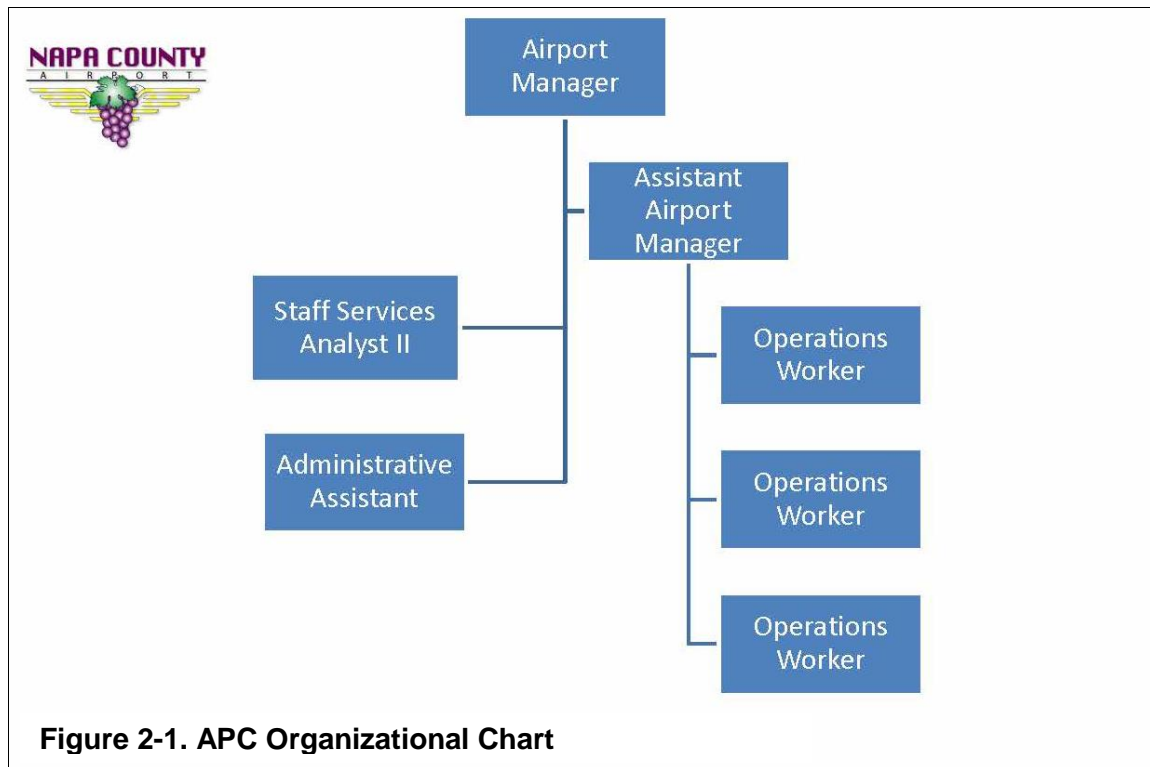 NAPA COUNTY
AIRPORT
Airport
Manager
Assistant
Airport
Manager
Staff Services
Analyst II
Operations
Worker
Administrative
Assistant
Operations
Worker
Operations
Worker
Figure 2-1. APC Organizational Chart